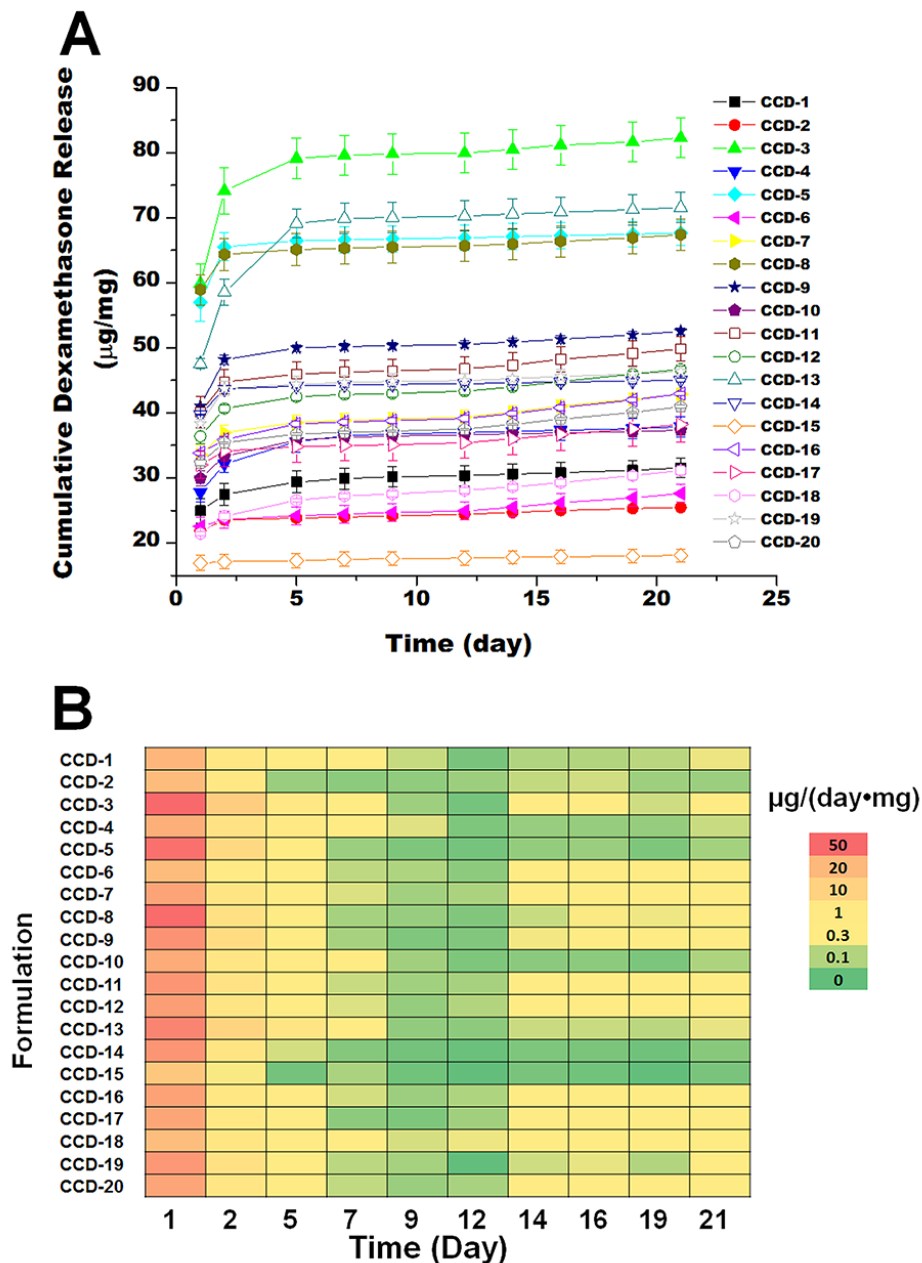 A
Cumulative Dexamethasone Release
(µg/mg)
90
80
70
60
50
40
30
20
0
5
10
15
20
25
Time (day)
CCD-1
CCD-2
CCD-3
CCD-4
CCD-5
CCD-6
CCD-7
CCD-8
CCD-9
CCD-10
CCD-11
CCD-12
CCD-13
CCD-14
CCD-15
CCD-16
CCD-17
CCD-18
CCD-19
CCD-20
B
Formulation
CCD-1
CCD-2
CCD-3
CCD-4
CCD-5
CCD-6
CCD-7
CCD-8
CCD-9
CCD-10
CCD-11
CCD-12
CCD-13
CCD-14
CCD-15
CCD-16
CCD-17
CCD-18
CCD-19
CCD-20
1 2 5 7 9 12 14 16 19 21
Time (Day)
µg/(day•mg)
50
20
10
1
0.3
0.1
0